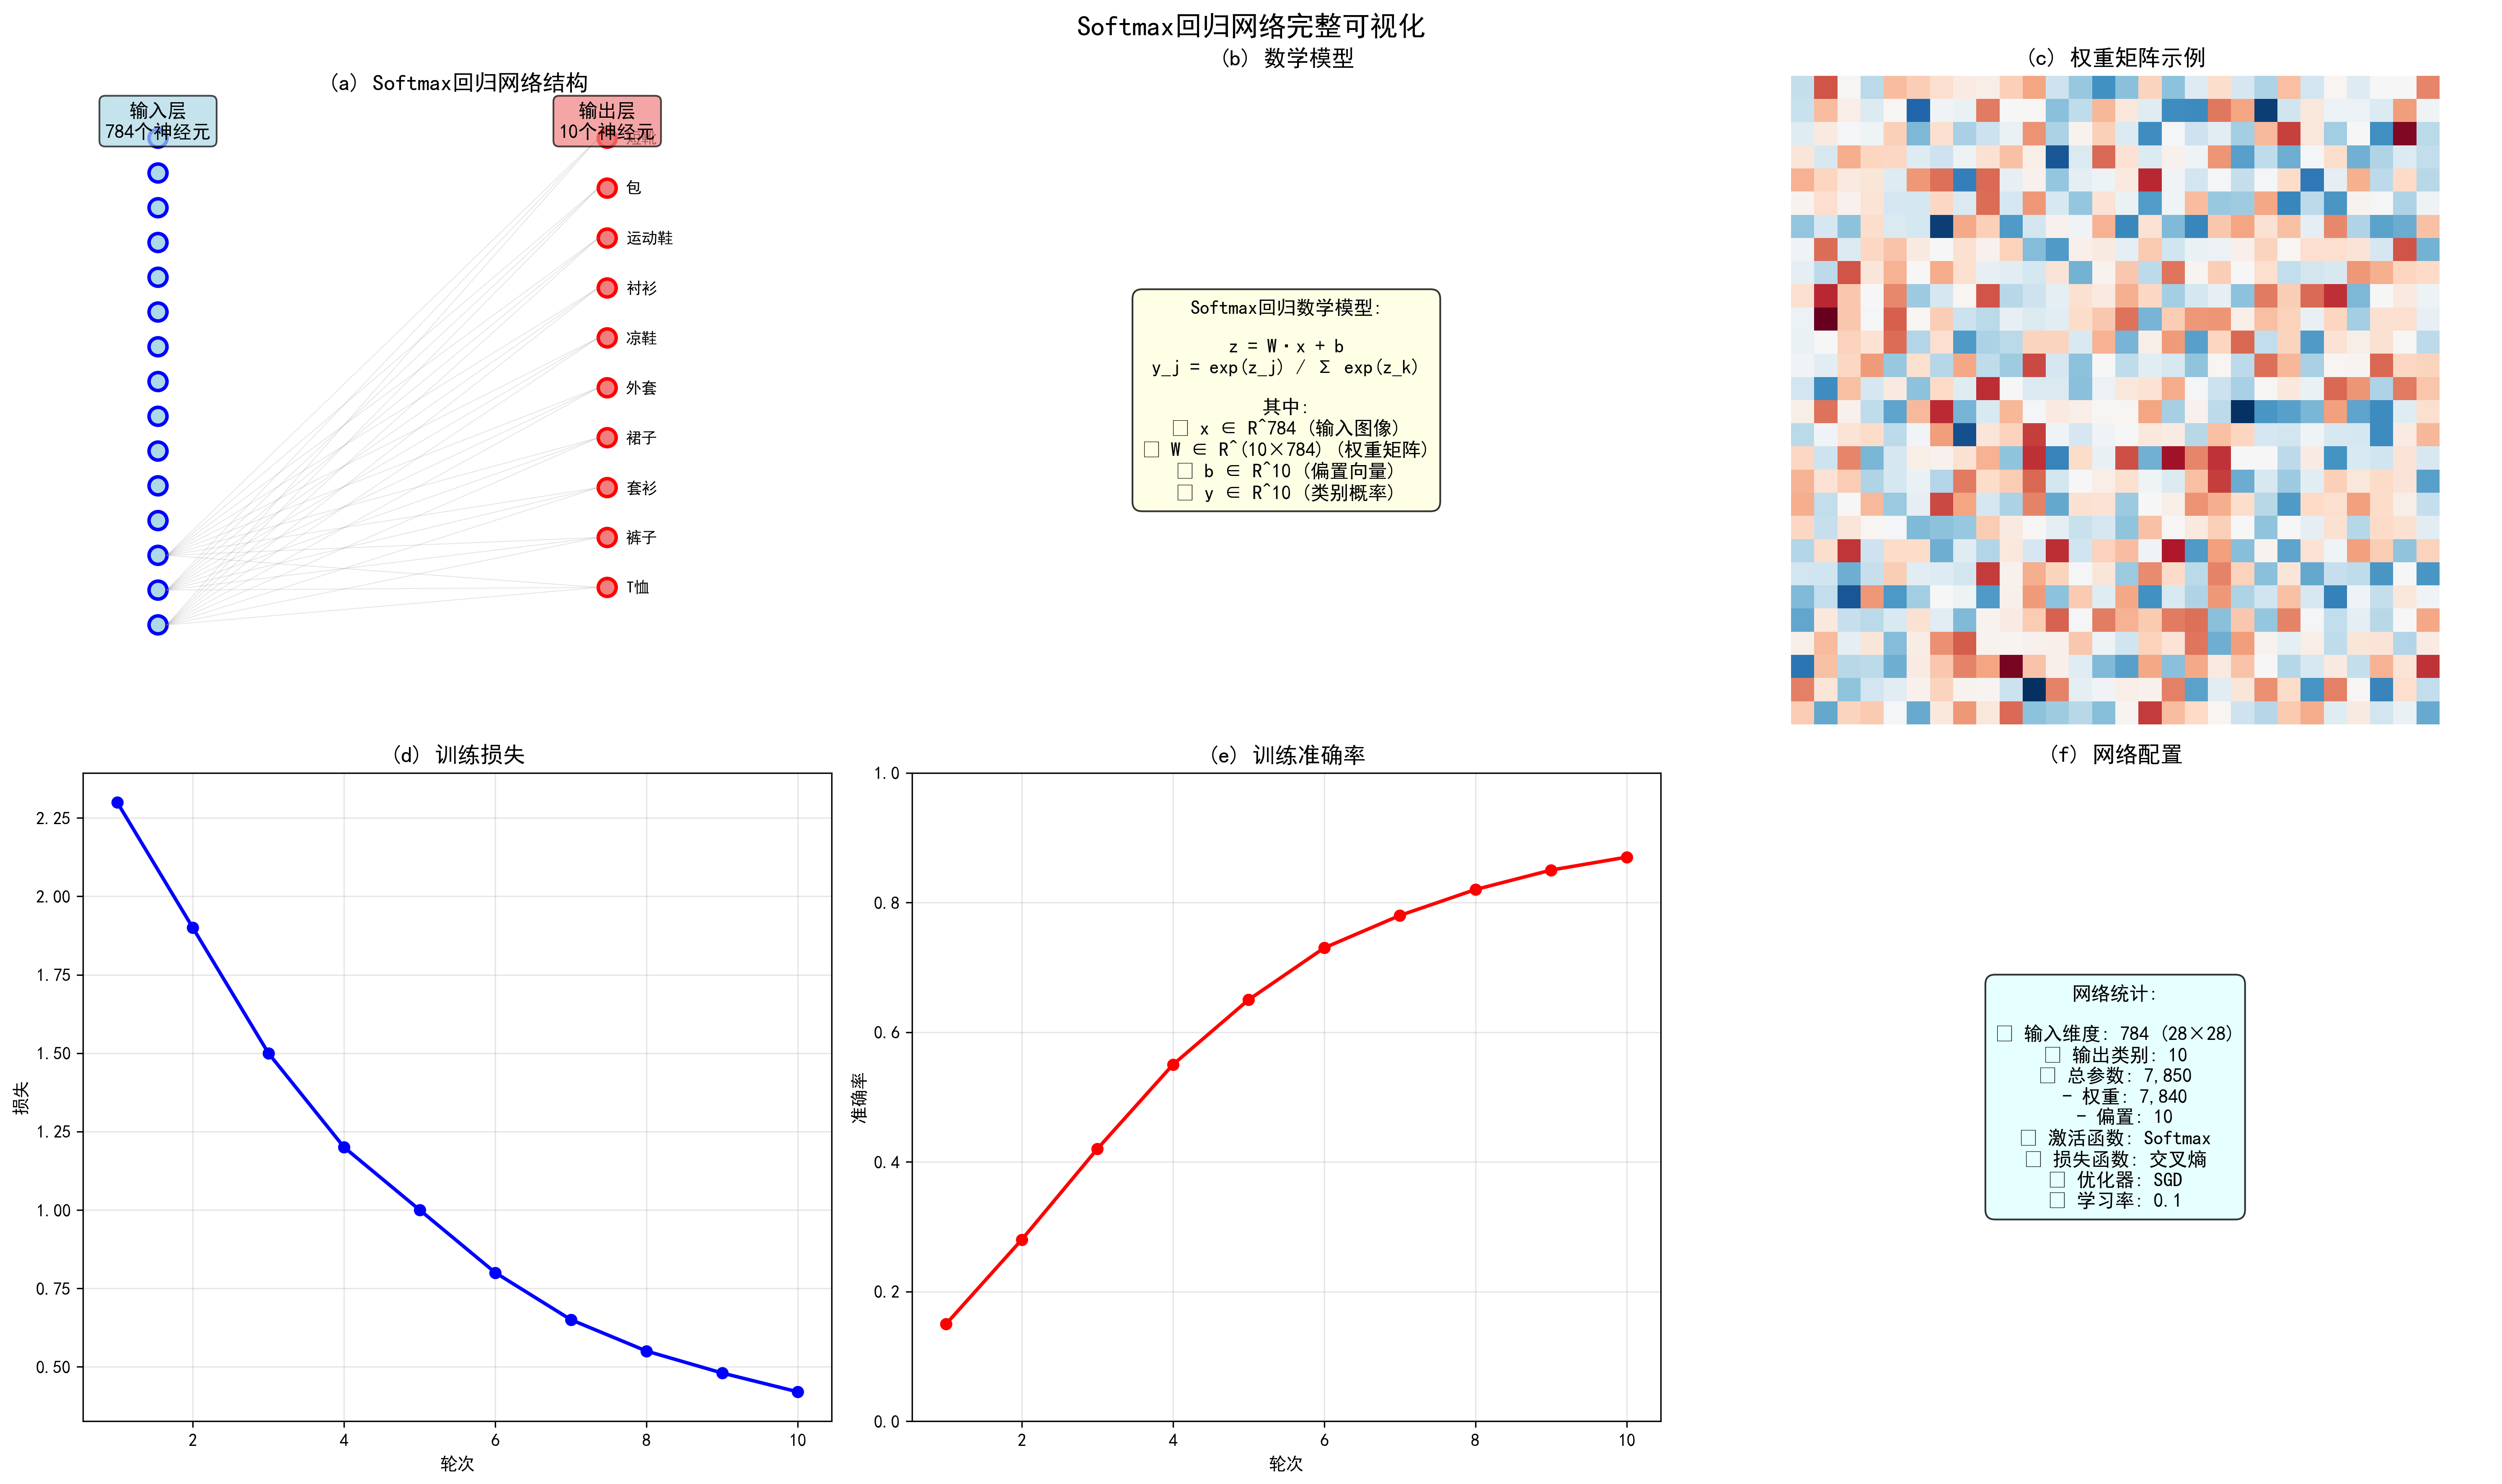 Softmax回归网络完整可视化
(a) Softmax回归网络结构
输入层
784个神经元
输出层
10个神经元
短靴
包
运动鞋
衬衫
凉鞋
外套
裙子
套衫
裤子
T恤
(b) 数学模型
Softmax回归数学模型:
z = W·x + b
y_j = exp(z_j) / Σ exp(z_k)
其中:
□ x ∈ R^784 (输入图像)
□ W ∈ R^(10×784) (权重矩阵)
□ b ∈ R^10 (偏置向量)
□ y ∈ R^10 (类别概率)
(c) 权重矩阵示例
(d) 训练损失
损失
2.25
2.00
1.75
1.50
1.25
1.00
0.75
0.50
2 4 6 8 10
轮次
(e) 训练准确率
准确率
1.0
0.8
0.6
0.4
0.2
0.0
2 4 6 8 10
轮次
(f) 网络配置
网络统计:
□ 输入维度: 784 (28×28)
□ 输出类别: 10
□ 总参数: 7,850
- 权重: 7,840
- 偏置: 10
□ 激活函数: Softmax
□ 损失函数: 交叉熵
□ 优化器: SGD
□ 学习率: 0.1